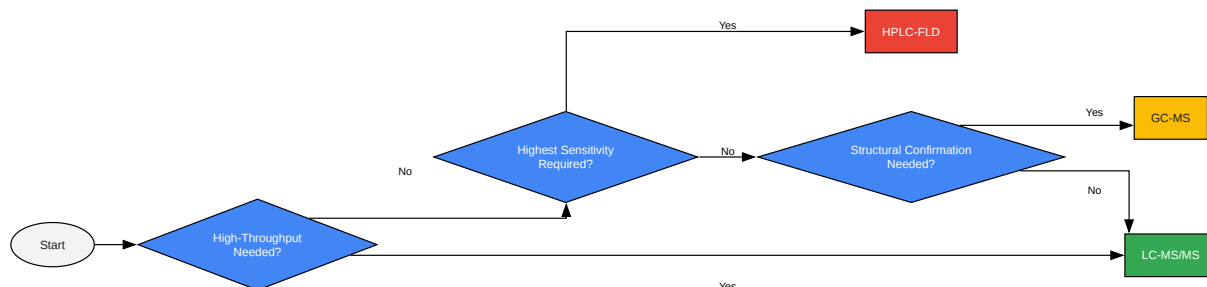 Yes
HPLC-FLD
Yes
GC-MS
Highest Sensitivity
Required?
No
Structural Confirmation
Needed?
No
No
Start
High-Throughput
Needed?
LC-MS/MS
Yes